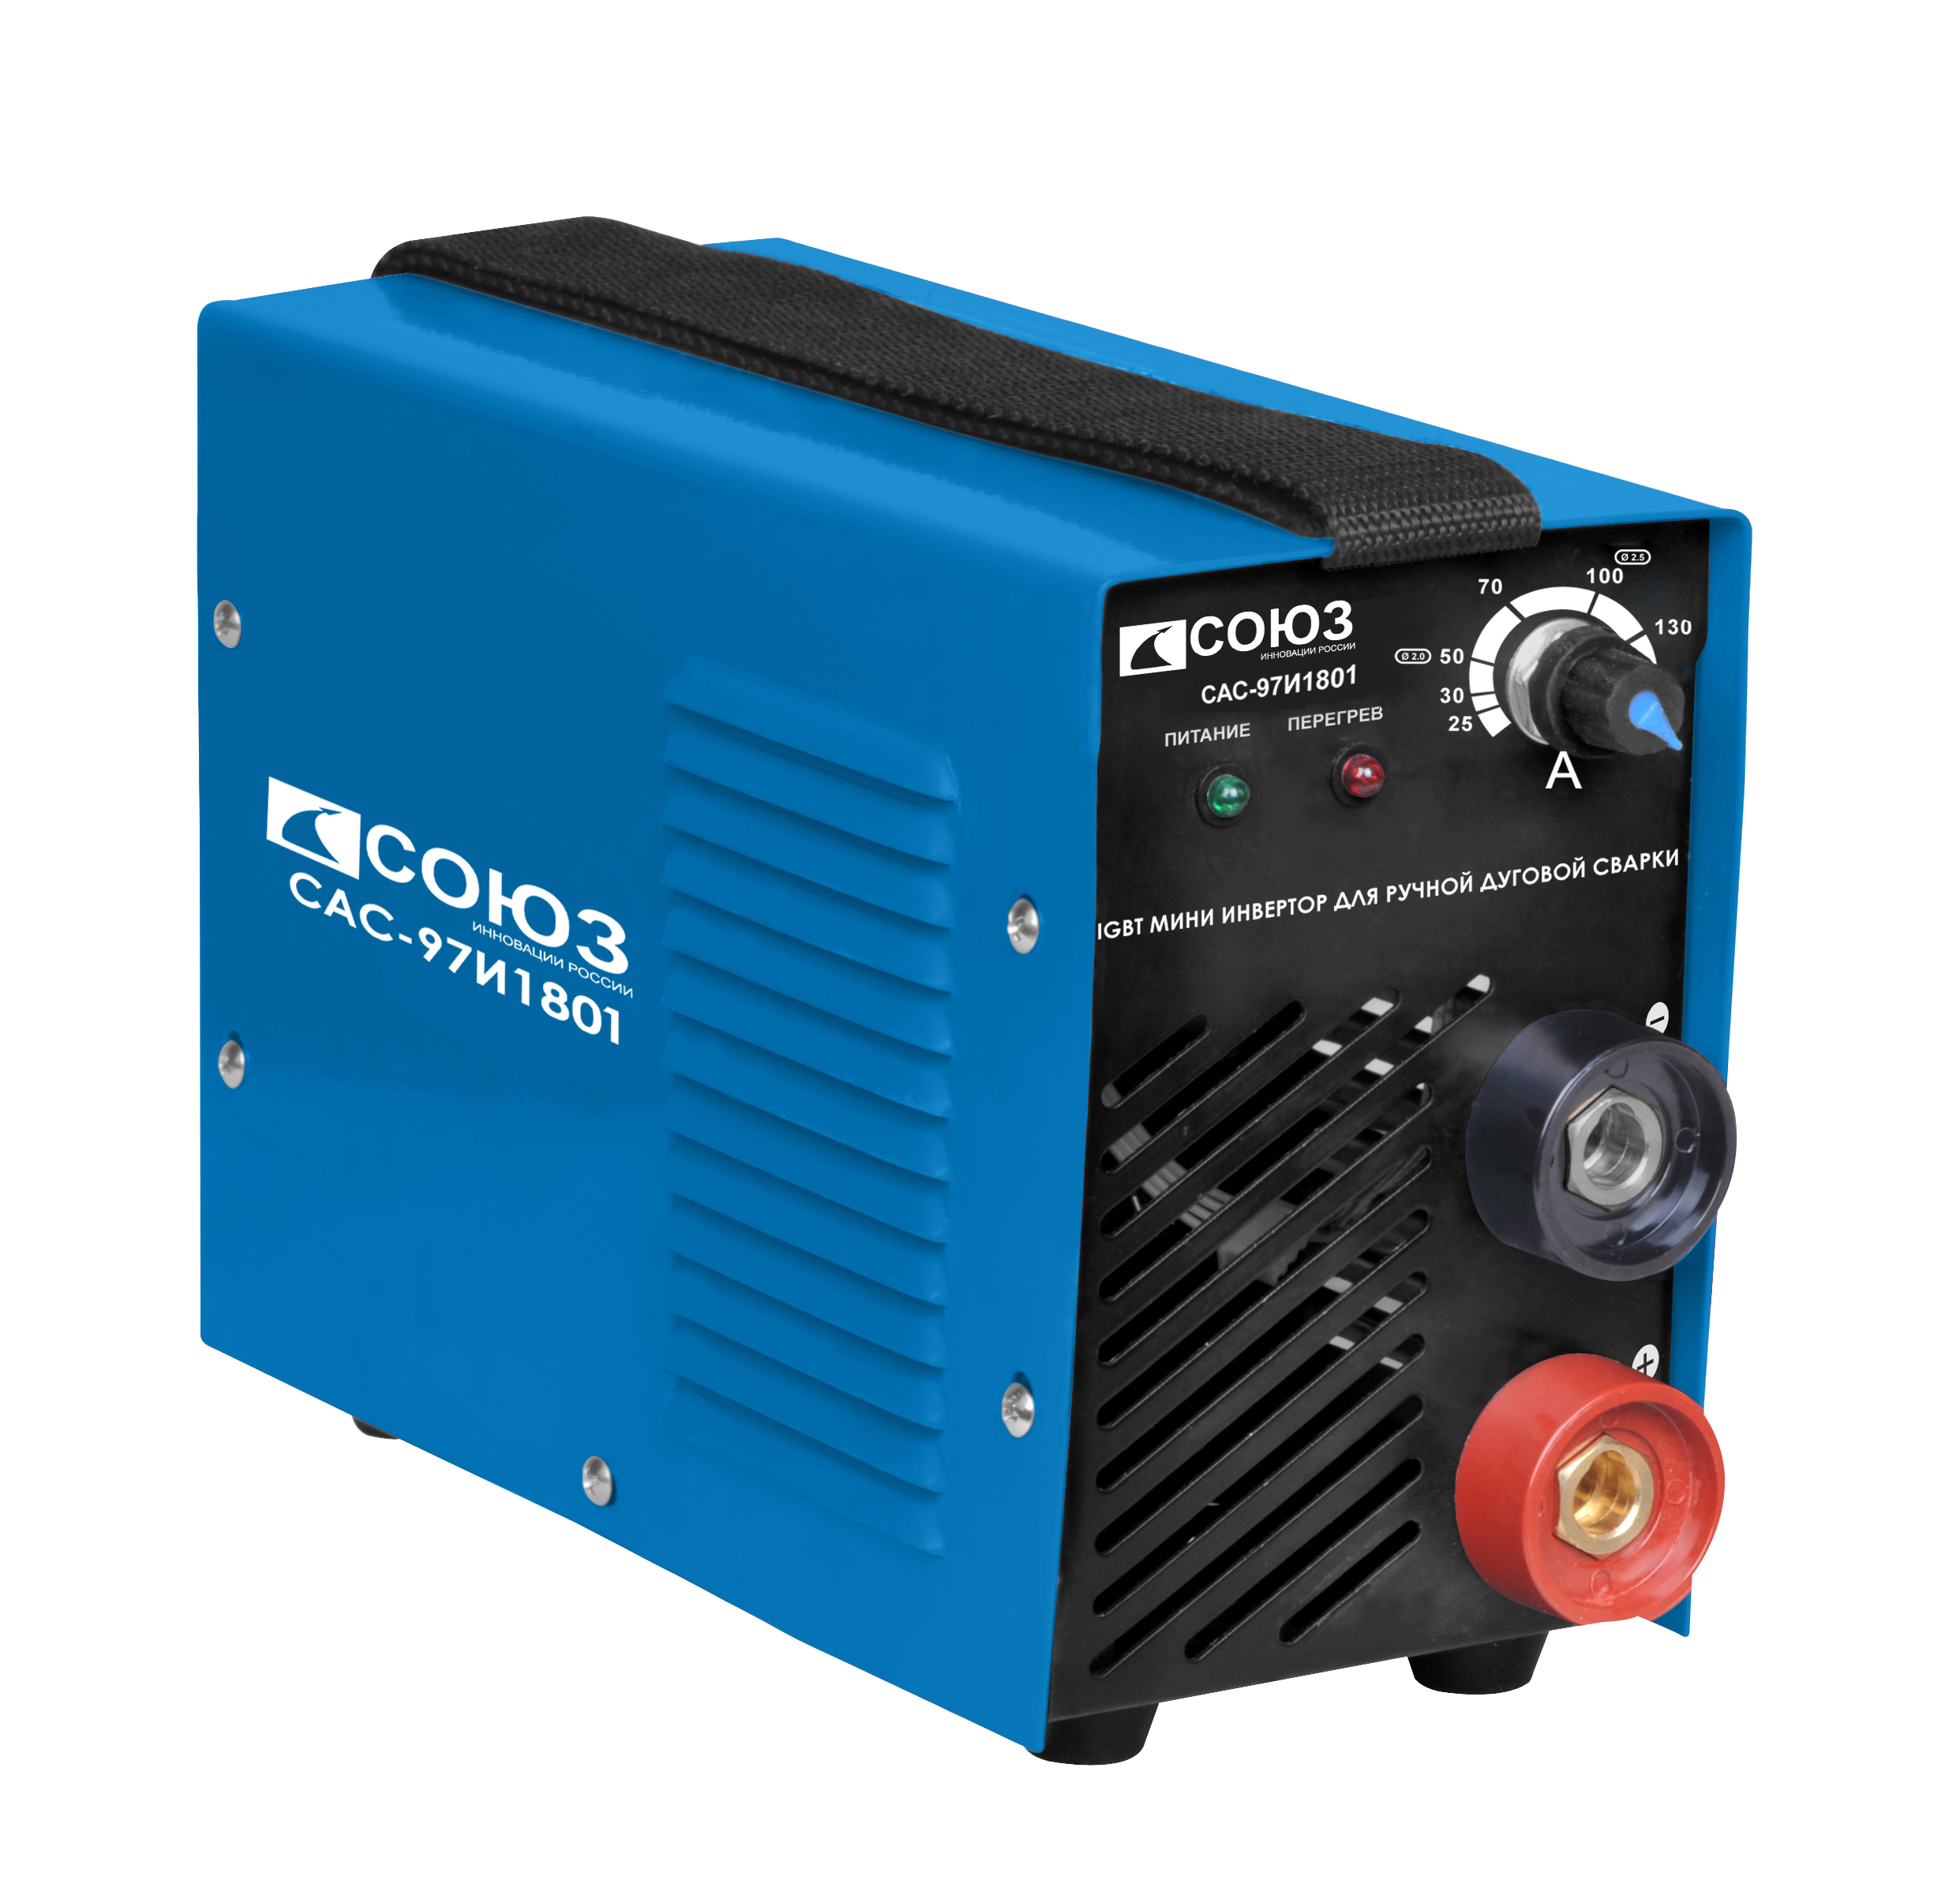 СОЮЗ
ИННОВАЦИИ РОССИИ
САС-97И1801
СОЮЗ
ИННОВАЦИИ РОССИИ
САС-97И1801
ПИТАНИЕ
ПЕРЕГРЕВ
Ø 2.5
100
70
130
Ø 2.0
50
30
25
A
IGBT МИНИ ИНВЕРТОР ДЛЯ РУЧНОЙ ДУГОВОЙ СВАРКИ
−
+